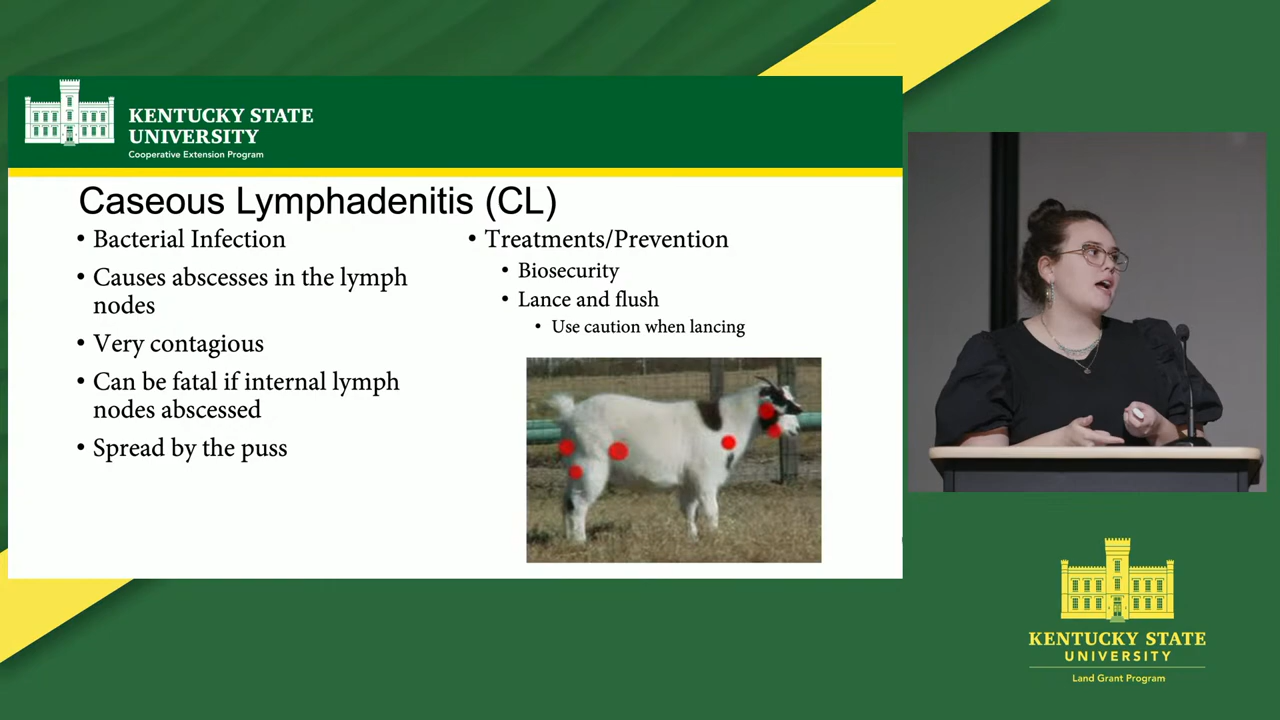 KENTUCKY STATE
UNIVERSITY
Cooperative Extension Program
Caseous Lymphadenitis (CL)
• Bacterial Infection
• Causes abscesses in the lymph
nodes
• Very contagious
• Can be fatal if internal lymph
nodes abscessed
• Spread by the puss
• Treatments/Prevention
• Biosecurity
• Lance and flush
• Use caution when lancing
KENTUCKY STATE
UNIVERSITY
Land Grant Program